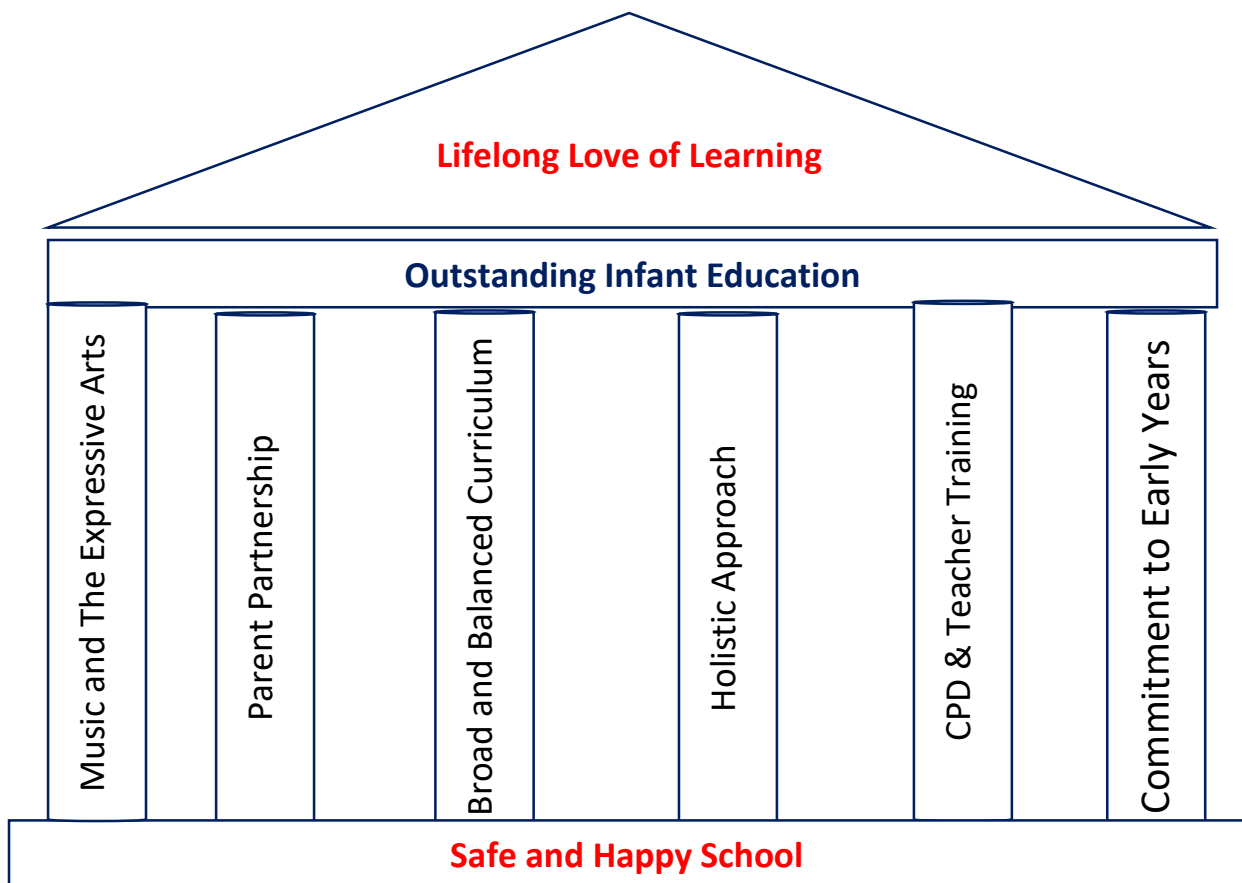 Lifelong Love of Learning
Outstanding Infant Education
Music and The Expressive Arts
Parent Partnership
Broad and Balanced Curriculum
Holistic Approach
CPD & Teacher Training
Commitment to Early Years
Safe and Happy School